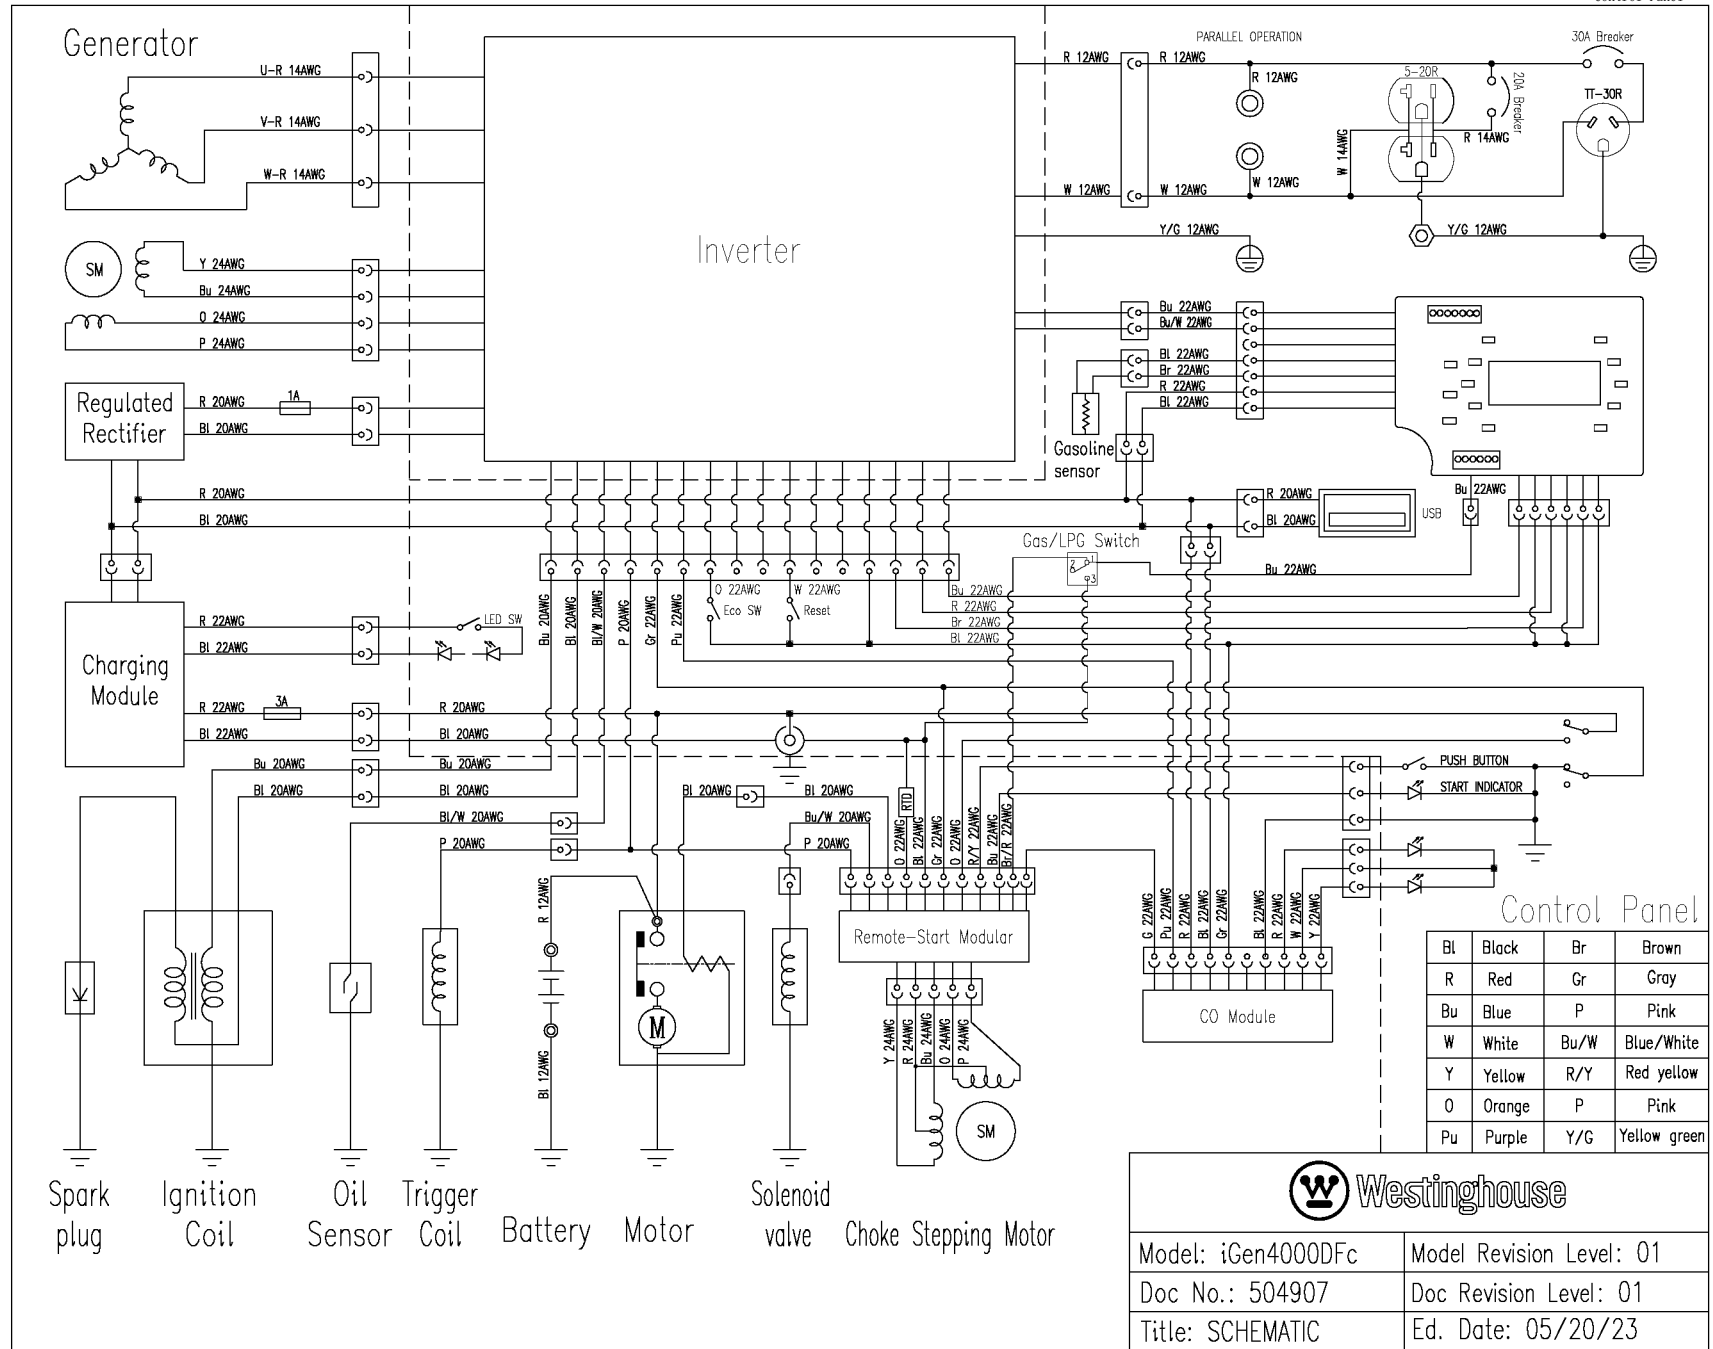 Generator
U-R 14AWG
V-R 14AWG
W-R 14AWG
SM
Y 24AWG
Bu 24AWG
O 24AWG
P 24AWG
Regulated
Rectifier
R 20AWG
1A
Bl 20AWG
R 20AWG
Bl 20AWG
Charging
Module
R 22AWG
LED SW
Bl 22AWG
R 22AWG
3A
R 20AWG
Bl 22AWG
Bl 20AWG
Bu 20AWG
Bu 20AWG
Bl 20AWG
Bl 20AWG
Bl/W 20AWG
P 20AWG
Inverter
R 12AWG
R 12AWG
PARALLEL OPERATION
R 12AWG
W 12AWG
W 12AWG
W 12AWG
Y/G 12AWG
5-20R
20A Breaker
R 14AWG
W 14AWG
30A Breaker
TT-30R
Y/G 12AWG
Bu 22AWG
Bu/W 22AWG
Bl 22AWG
Br 22AWG
R 22AWG
Bl 22AWG
Gasoline
sensor
R 20AWG
Bl 20AWG
USB
Bu 22AWG
Gas/LPG Switch
2
1
3
Bu 22AWG
Bu 20AWG
Bl 20AWG
Bl/W 20AWG
P 20AWG
Gr 22AWG
Pu 22AWG
O 22AWG
Eco SW
W 22AWG
Reset
Bu 22AWG
R 22AWG
Br 22AWG
Bl 22AWG
PUSH BUTTON
START INDICATOR
Bl 20AWG
Bl 20AWG
Bu/W 20AWG
P 20AWG
RTD
O 22AWG
Bl 22AWG
Gr 22AWG
O 22AWG
R/Y 22AWG
Bu 22AWG
Br/R 22AWG
Remote-Start Modular
Y 24AWG
R 24AWG
Bu 24AWG
O 24AWG
P 24AWG
SM
G 22AWG
Pu 22AWG
R 22AWG
Bl 22AWG
Gr 22AWG
Bl 22AWG
R 22AWG
W 22AWG
Y 22AWG
CO Module
R 12AWG
Bl 12AWG
M
Spark
plug
Ignition
Coil
Oil
Sensor
Trigger
Coil
Battery
Motor
Solenoid
valve
Choke Stepping Motor
Control Panel
Bl Black Br Brown
R Red Gr Gray
Bu Blue P Pink
W White Bu/W Blue/White
Y Yellow R/Y Red yellow
O Orange P Pink
Pu Purple Y/G Yellow green
W Westinghouse
Model: iGen4000DFc
Model Revision Level: 01
Doc No.: 504907
Doc Revision Level: 01
Title: SCHEMATIC
Ed. Date: 05/20/23